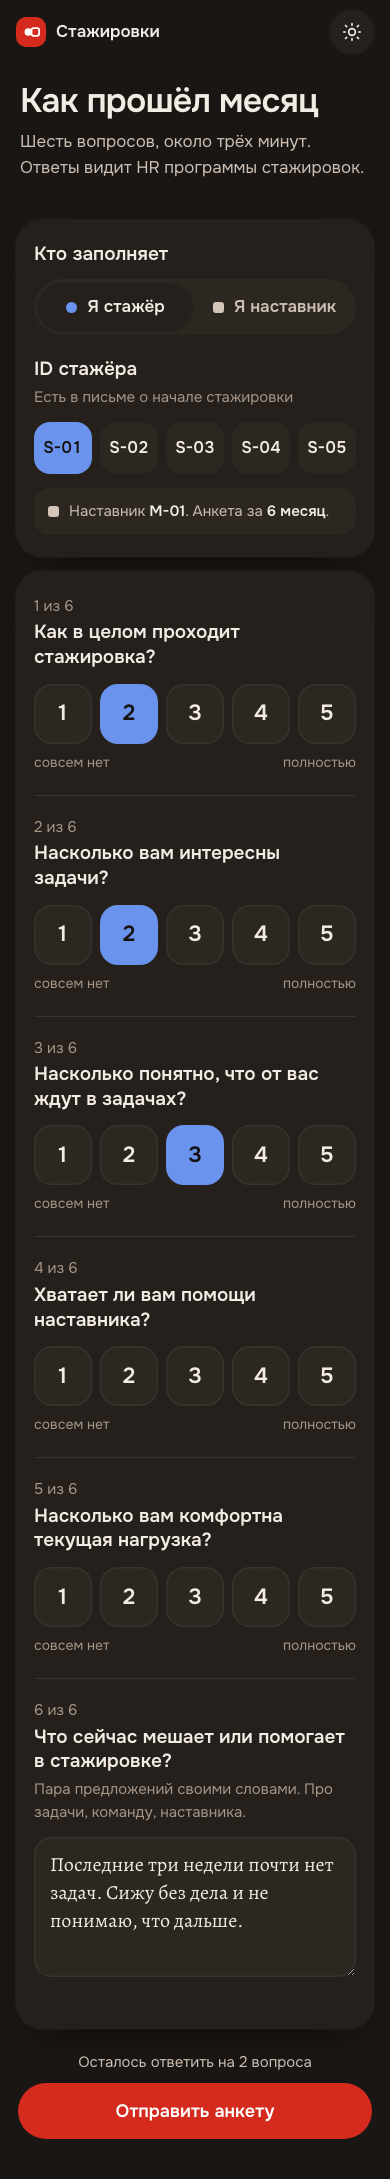 Стажировки
Как прошёл месяц
Шесть вопросов, около трёх минут.
Ответы видит HR программы стажировок.
Кто заполняет
Я стажёр
Я наставник
ID стажёра
Есть в письме о начале стажировки
S-01 S-02 S-03 S-04 S-05
Наставник M-01. Анкета за 6 месяц.
1 из 6
Как в целом проходит
стажировка?
1 2 3 4 5
совсем нет полностью
2 из 6
Насколько вам интересны
задачи?
1 2 3 4 5
совсем нет полностью
3 из 6
Насколько понятно, что от вас
ждут в задачах?
1 2 3 4 5
совсем нет полностью
4 из 6
Хватает ли вам помощи
наставника?
1 2 3 4 5
совсем нет полностью
5 из 6
Насколько вам комфортна
текущая нагрузка?
1 2 3 4 5
совсем нет полностью
6 из 6
Что сейчас мешает или помогает
в стажировке?
Пара предложений своими словами. Про
задачи, команду, наставника.
Последние три недели почти нет
задач. Сижу без дела и не
понимаю, что дальше.
Осталось ответить на 2 вопроса
Отправить анкету